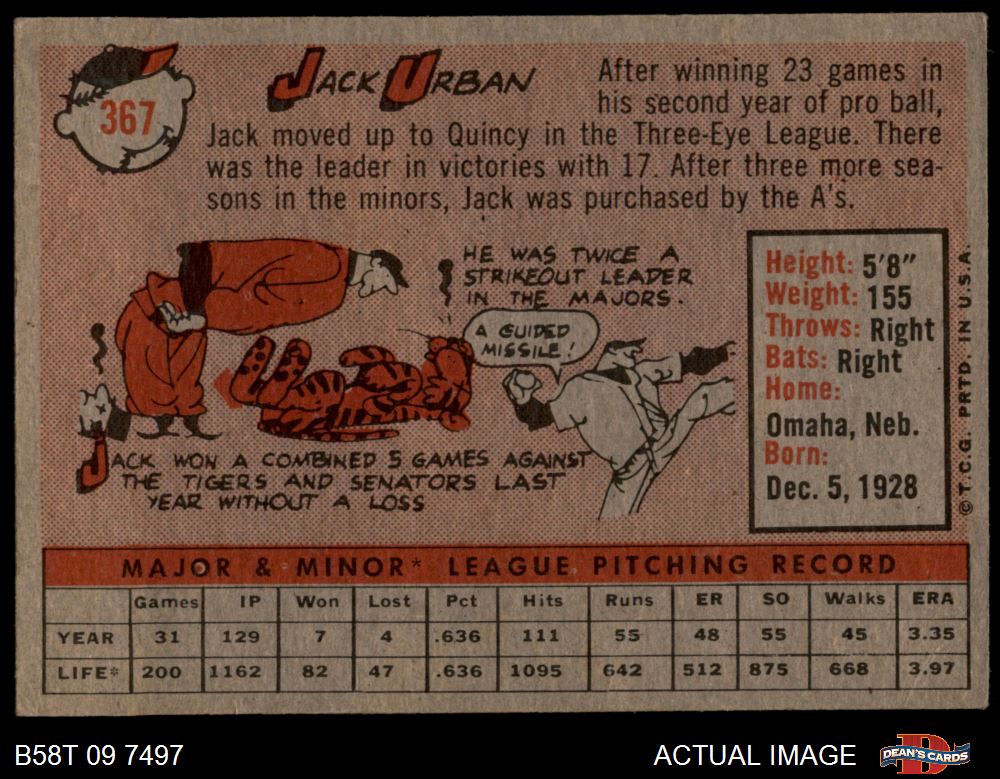 367
JACK URBAN
After winning 23 games in
his second year of pro ball,
Jack moved up to Quincy in the Three-Eye League. There
was the leader in victories with 17. After three more sea-
sons in the minors, Jack was purchased by the A's.
HE WAS TWICE A
STRIKEOUT LEADER
IN THE MAJORS.
A GUIDED
MISSILE!
JACK WON A COMBINED 5 GAMES AGAINST
THE TIGERS AND SENATORS LAST
YEAR WITHOUT A LOSS
Height: 5'8"
Weight: 155
Throws: Right
Bats: Right
Home:
Omaha, Neb.
Born:
Dec. 5, 1928
© T.C.G. PRTD. IN U.S.A.
MAJOR & MINOR* LEAGUE PITCHING RECORD
Games IP Won Lost Pct Hits Runs ER SO Walks ERA
YEAR 31 129 7 4 .636 111 55 48 55 45 3.35
LIFE* 200 1162 82 47 .636 1095 642 512 875 668 3.97
B58T 09 7497
ACTUAL IMAGE
DEAN'S CARDS